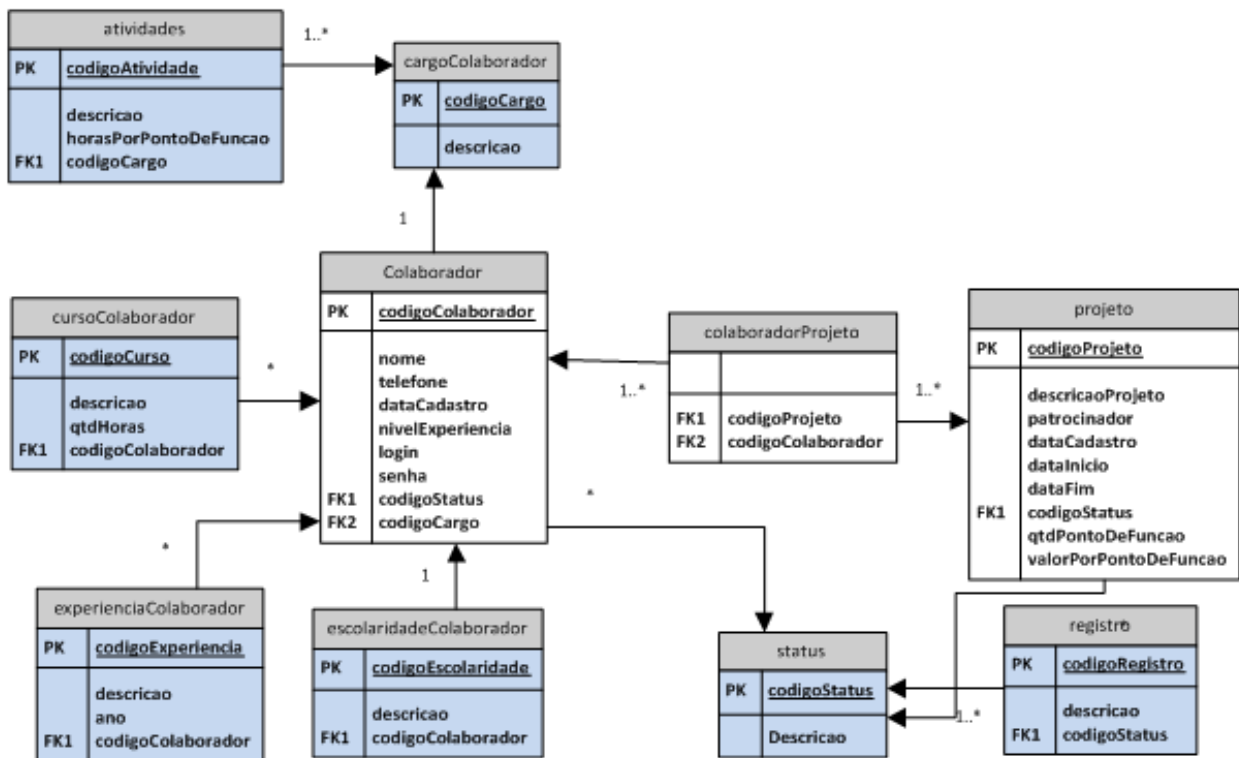 atividades
PK codigoAtividade
descricao
horasPorPontoDeFuncao
FK1 codigoCargo
1..*
cargoColaborador
PK codigoCargo
descricao
1
Colaborador
PK codigoColaborador
nome
telefone
dataCadastro
nivelExperiencia
login
senha
FK1 codigoStatus
FK2 codigoCargo
cursoColaborador
PK codigoCurso
descricao
qtdHoras
FK1 codigoColaborador
*
colaboradorProjeto
FK1 codigoProjeto
FK2 codigoColaborador
1..*
1..*
projeto
PK codigoProjeto
descricaoProjeto
patrocinador
dataCadastro
dataInicio
dataFim
FK1 codigoStatus
qtdPontoDeFuncao
valorPorPontoDeFuncao
*
*
1
experienciaColaborador
PK codigoExperiencia
descricao
ano
FK1 codigoColaborador
escolaridadeColaborador
PK codigoEscolaridade
descricao
FK1 codigoColaborador
status
PK codigoStatus
Descricao
1..*
registro
*
PK codigoRegistro
descricao
FK1 codigoStatus